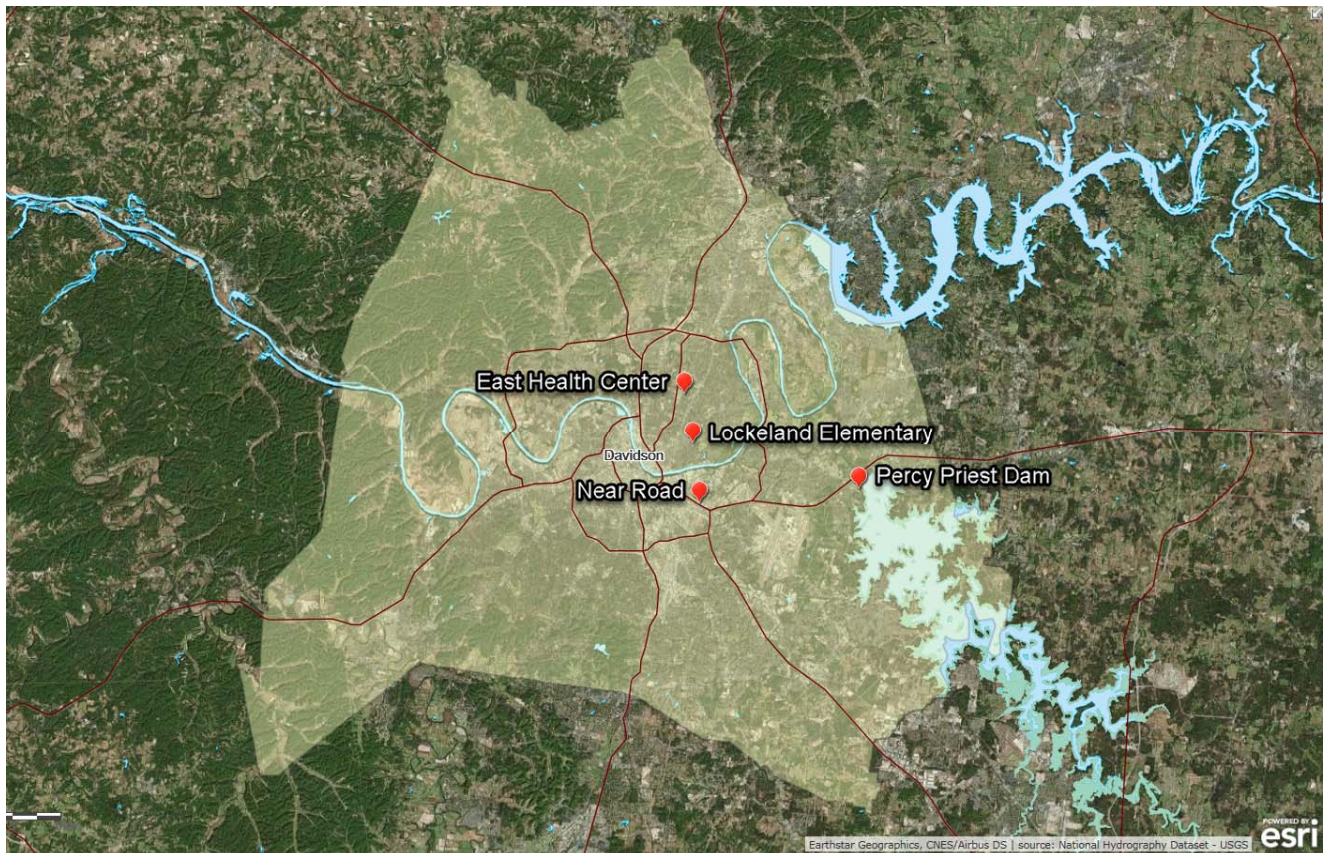 East Health Center
Lockeland Elementary
Davidson
Percy Priest Dam
Near Road
POWERED BY
esri
Earthstar Geographics, CNES/Airbus DS | source: National Hydrography Dataset - USGS